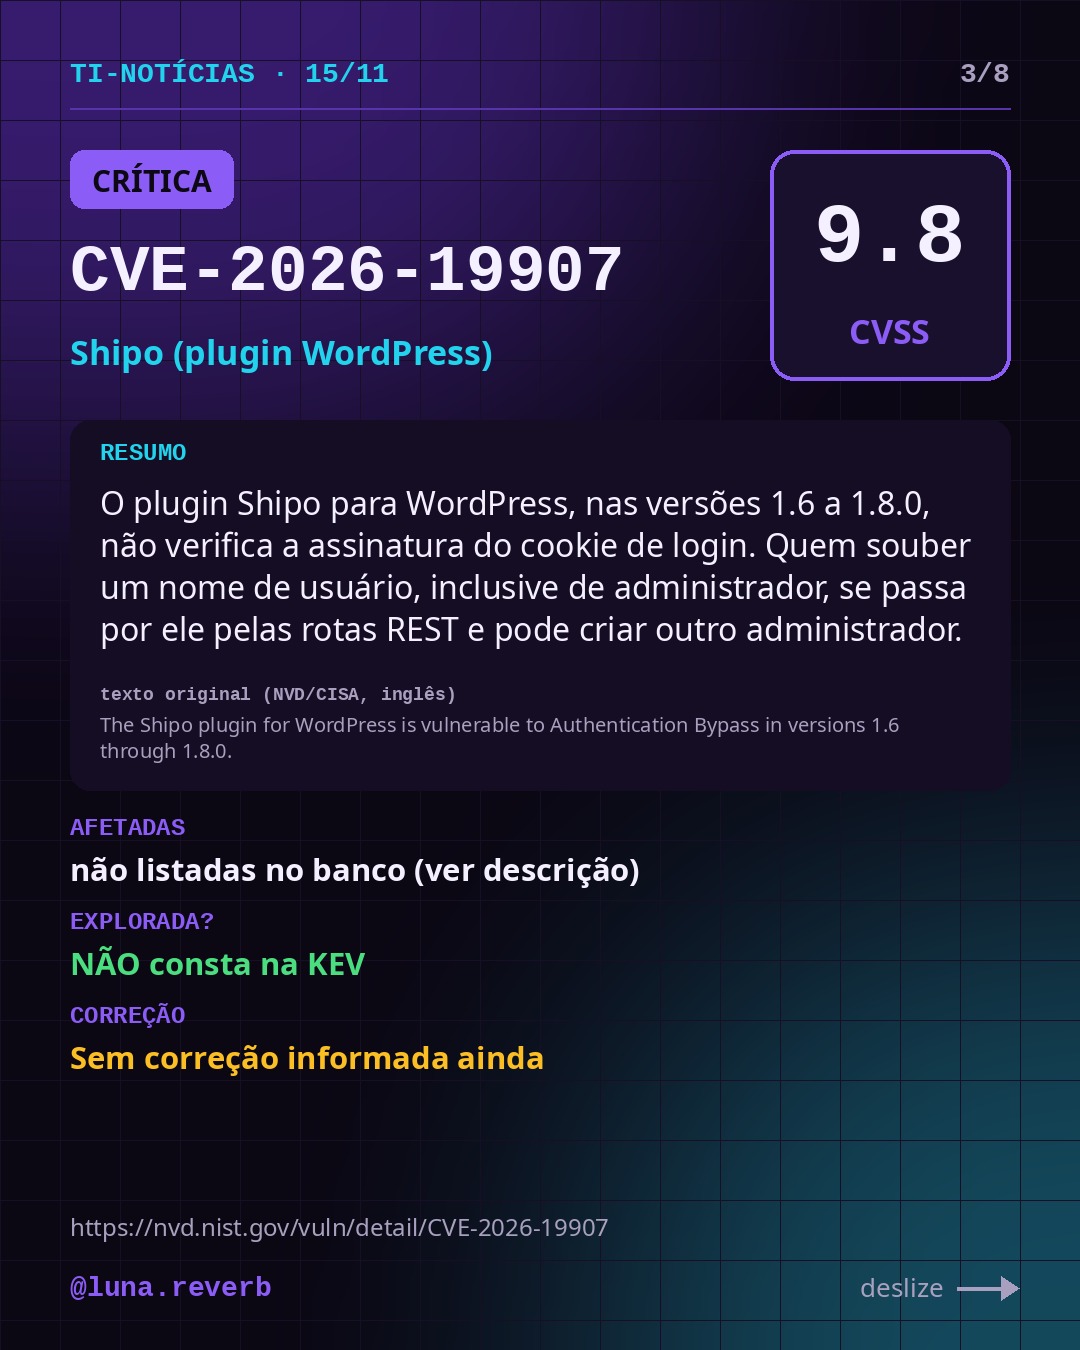 TI-NOTÍCIAS · 15/11
3/8
CRÍTICA
CVE-2026-19907
Shipo (plugin WordPress)
9.8
CVSS
RESUMO
O plugin Shipo para WordPress, nas versões 1.6 a 1.8.0,
não verifica a assinatura do cookie de login. Quem souber
um nome de usuário, inclusive de administrador, se passa
por ele pelas rotas REST e pode criar outro administrador.
texto original (NVD/CISA, inglês)
The Shipo plugin for WordPress is vulnerable to Authentication Bypass in versions 1.6
through 1.8.0.
AFETADAS
não listadas no banco (ver descrição)
EXPLORADA?
NÃO consta na KEV
CORREÇÃO
Sem correção informada ainda
https://nvd.nist.gov/vuln/detail/CVE-2026-19907
@luna.reverb
deslize